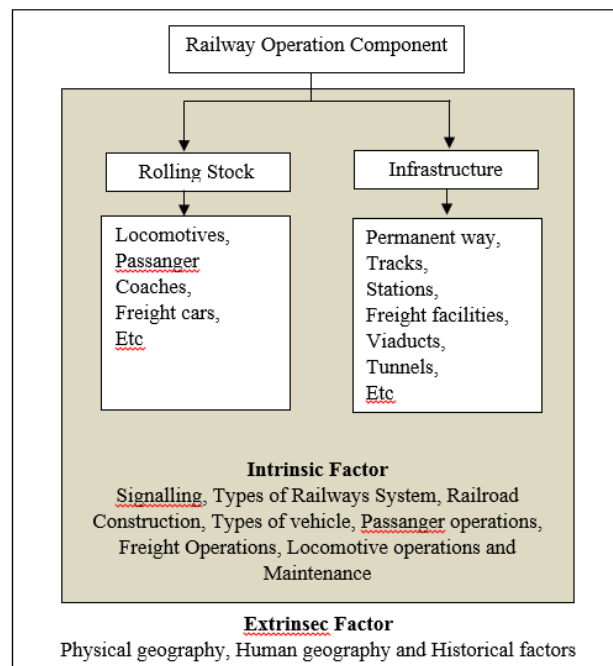 Railway Operation Component
Rolling Stock
Infrastructure
Locomotives,
Passanger
Coaches,
Freight cars,
Etc
Permanent way,
Tracks,
Stations,
Freight facilities,
Viaducts,
Tunnels,
Etc
Intrinsic Factor
Signalling, Types of Railways System, Railroad
Construction, Types of vehicle, Passanger operations,
Freight Operations, Locomotive operations and
Maintenance
Extrinsec Factor
Physical geography, Human geography and Historical factors